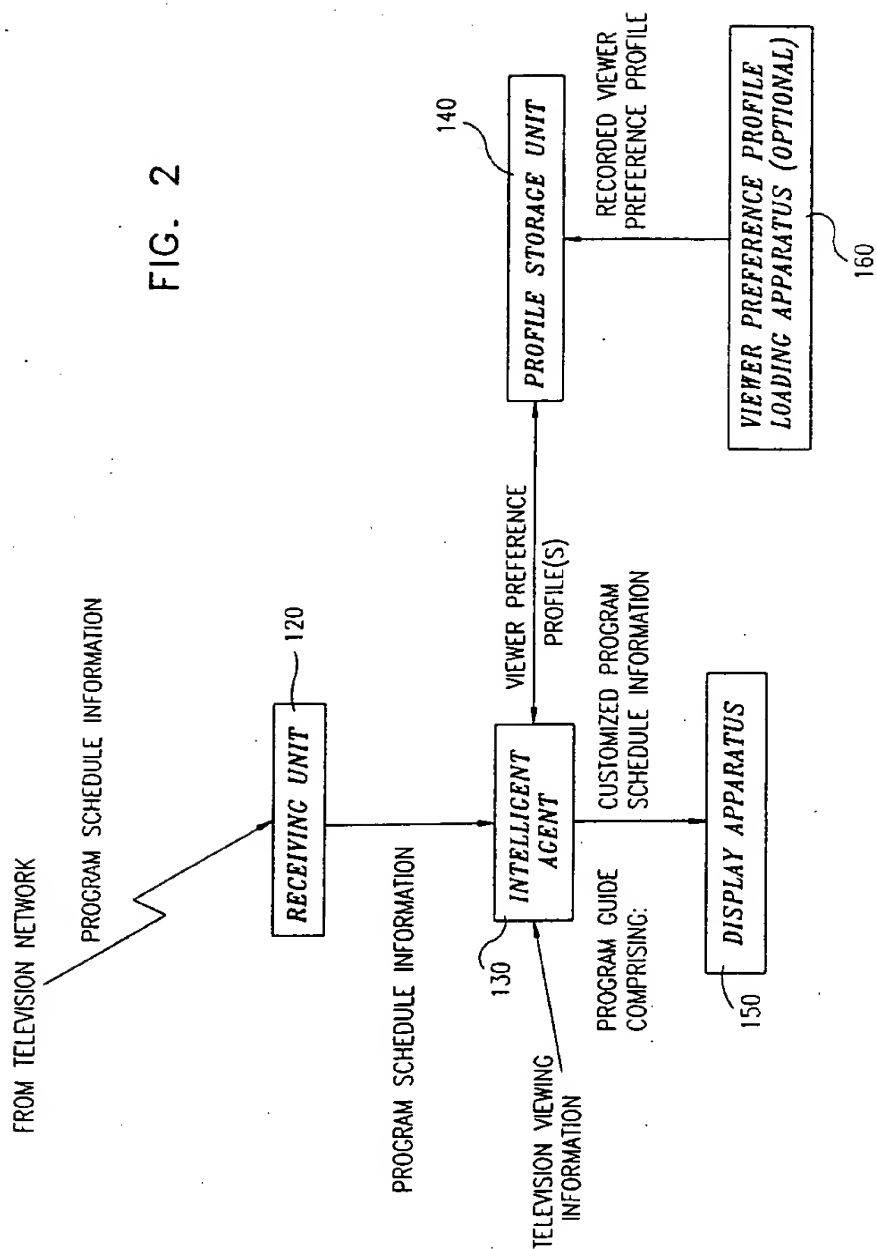 FIG. 2
FROM TELEVISION NETWORK
PROGRAM SCHEDULE INFORMATION
120
RECEIVING UNIT
PROGRAM SCHEDULE INFORMATION
TELEVISION VIEWING
INFORMATION
130
INTELLIGENT
AGENT
VIEWER PREFERENCE
PROFILE(S)
140
PROFILE STORAGE UNIT
RECORDED VIEWER
PREFERENCE PROFILE
VIEWER PREFERENCE PROFILE
LOADING APPARATUS (OPTIONAL)
160
PROGRAM GUIDE
COMPRISING:
CUSTOMIZED PROGRAM
SCHEDULE INFORMATION
150
DISPLAY APPARATUS